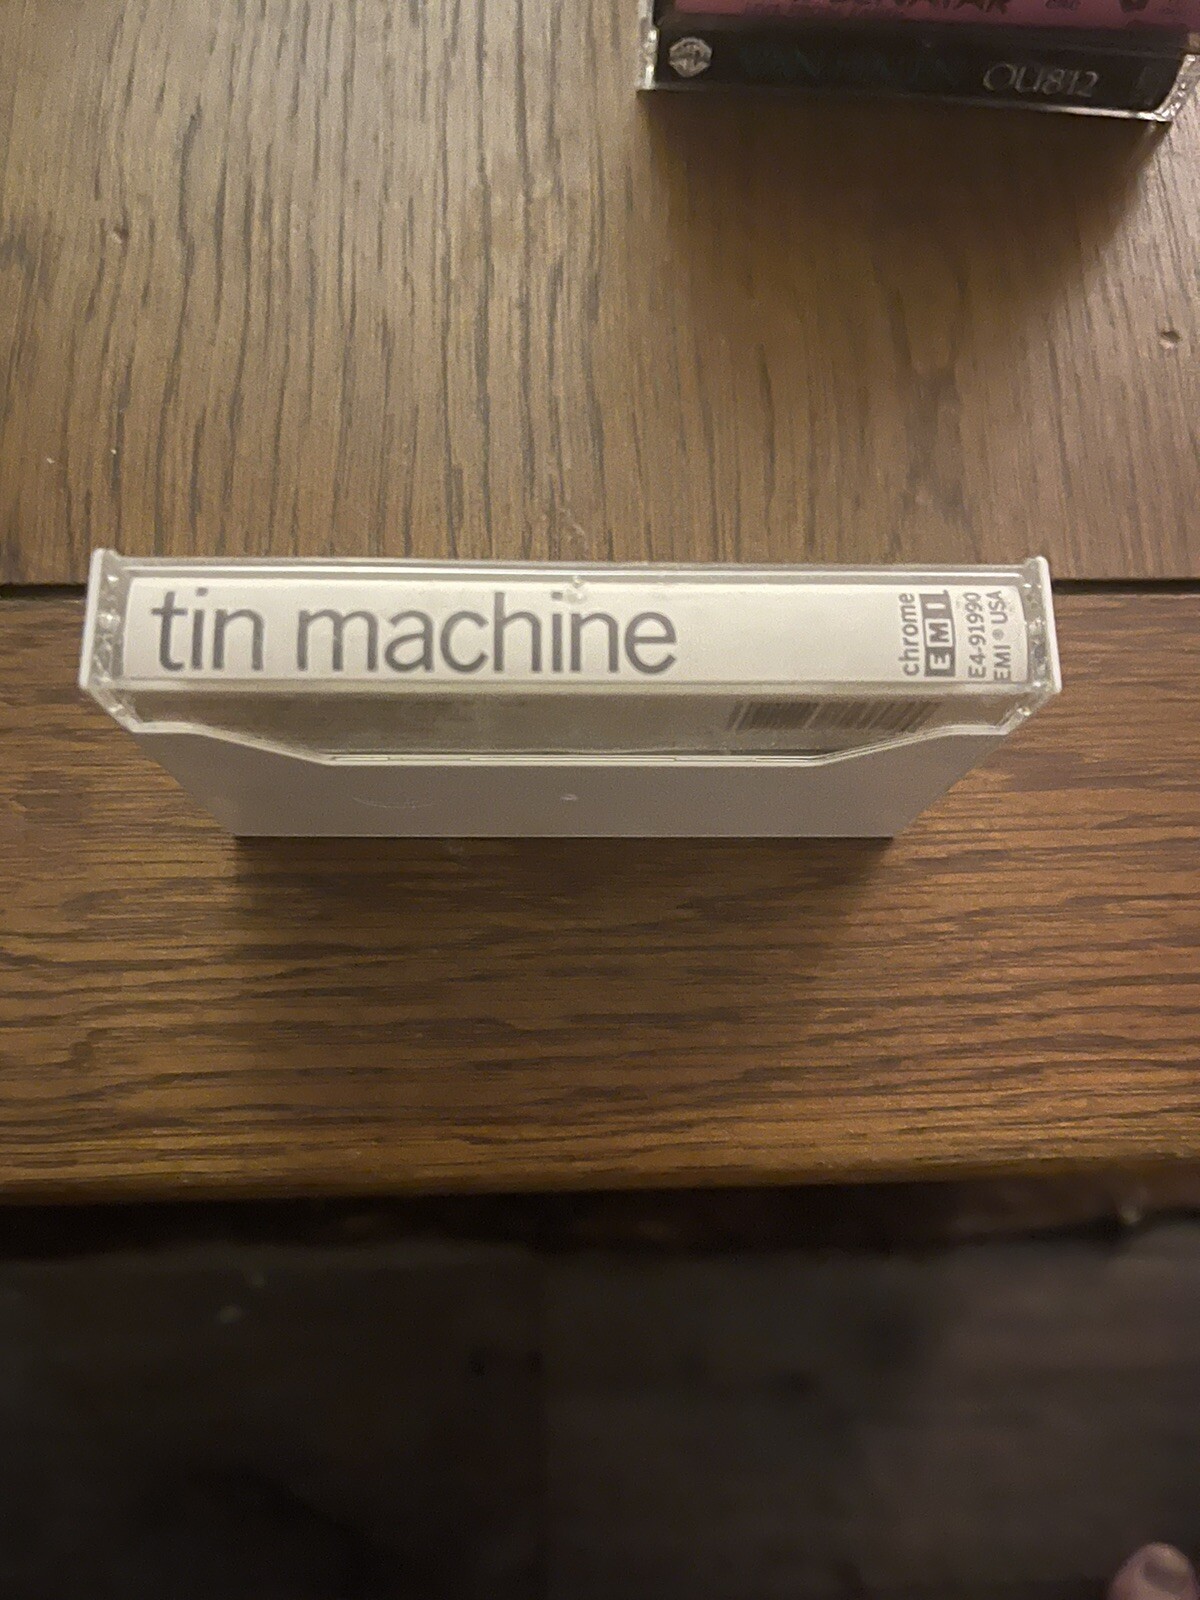 OU812
tin machine
chrome
EMI
E4-91990
EMI ® USA